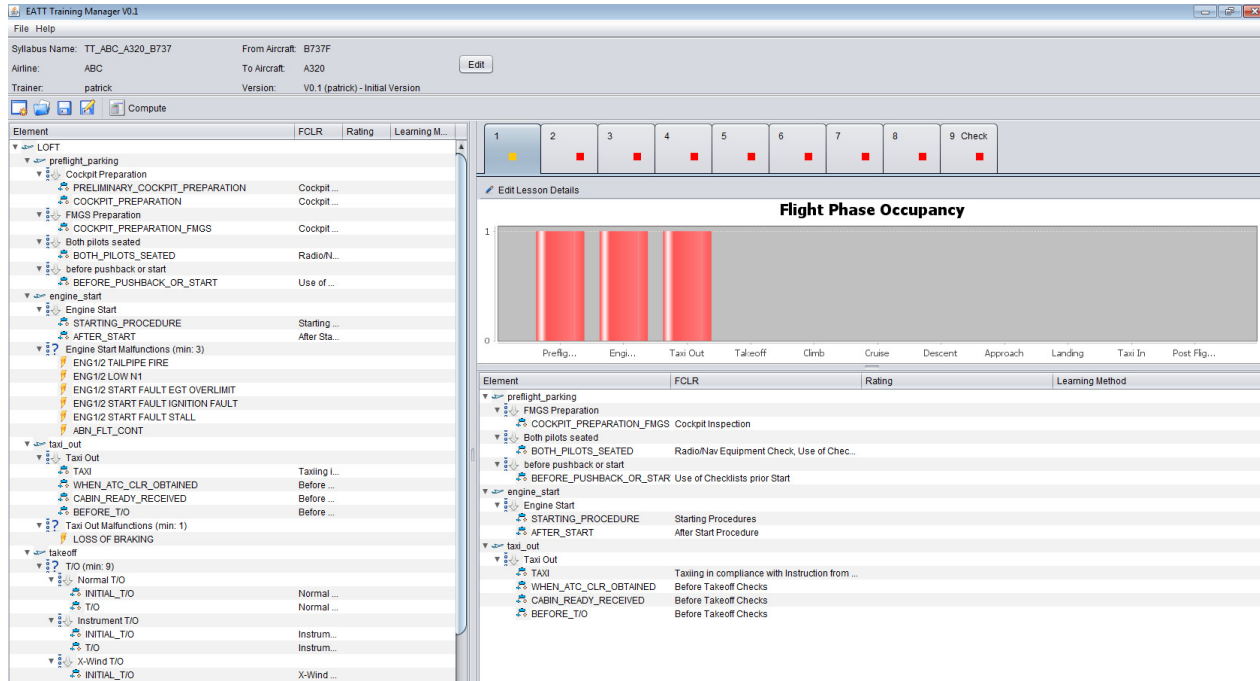 EATT Training Manager V0.1
File Help
Syllabus Name: TT_ABC_A320_B737 From Aircraft: B737F
Airline: ABC To Aircraft: A320 Edit
Trainer: patrick Version: V0.1 (patrick) - Initial Version
Compute
Element FCLR Rating Learning M...
LOFT
preflight_parking
Cockpit Preparation
PRELIMINARY_COCKPIT_PREPARATION Cockpit ...
COCKPIT_PREPARATION Cockpit ...
FMGS Preparation
COCKPIT_PREPARATION_FMGS Cockpit ...
Both pilots seated
BOTH_PILOTS_SEATED Radio/N...
before pushback or start
BEFORE_PUSHBACK_OR_START Use of ...
engine_start
Engine Start
STARTING_PROCEDURE Starting ...
AFTER_START After Sta...
Engine Start Malfunctions (min: 3)
ENG1/2 TAILPIPE FIRE
ENG1/2 LOW N1
ENG1/2 START FAULT EGT OVERLIMIT
ENG1/2 START FAULT IGNITION FAULT
ENG1/2 START FAULT STALL
ABN_FLT_CONT
taxi_out
Taxi Out
TAXI Taxiing i...
WHEN_ATC_CLR_OBTAINED Before ...
CABIN_READY_RECEIVED Before ...
BEFORE_T/O Before ...
Taxi Out Malfunctions (min: 1)
LOSS OF BRAKING
takeoff
T/O (min: 9)
Normal T/O
INITIAL_T/O Normal ...
T/O Normal ...
Instrument T/O
INITIAL_T/O Instrum...
T/O Instrum...
X-Wind T/O
INITIAL_T/O X-Wind ...
1 2 3 4 5 6 7 8 9 Check
Edit Lesson Details
Flight Phase Occupancy
1
0
Preflig... Engi... Taxi Out Takeoff Climb Cruise Descent Approach Landing Taxi In Post Flig...
Element FCLR Rating Learning Method
preflight_parking
FMGS Preparation
COCKPIT_PREPARATION_FMGS Cockpit Inspection
Both pilots seated
BOTH_PILOTS_SEATED Radio/Nav Equipment Check, Use of Chec...
before pushback or start
BEFORE_PUSHBACK_OR_STAR Use of Checklists prior Start
engine_start
Engine Start
STARTING_PROCEDURE Starting Procedures
AFTER_START After Start Procedure
taxi_out
Taxi Out
TAXI Taxiing in compliance with Instruction from ...
WHEN_ATC_CLR_OBTAINED Before Takeoff Checks
CABIN_READY_RECEIVED Before Takeoff Checks
BEFORE_T/O Before Takeoff Checks